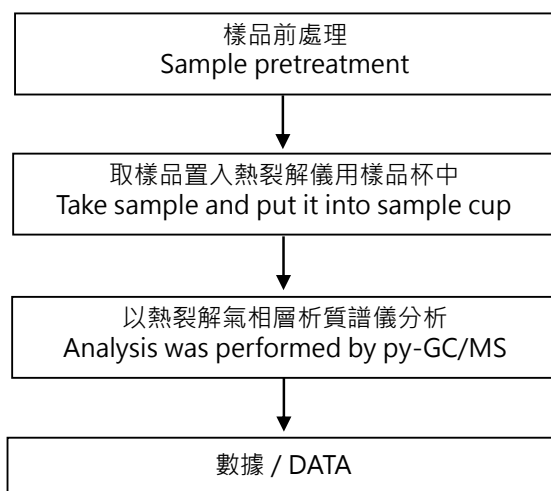 樣品前處理
Sample pretreatment
取樣品置入熱裂解儀用樣品杯中
Take sample and put it into sample cup
以熱裂解氣相層析質譜儀分析
Analysis was performed by py-GC/MS
數據 / DATA